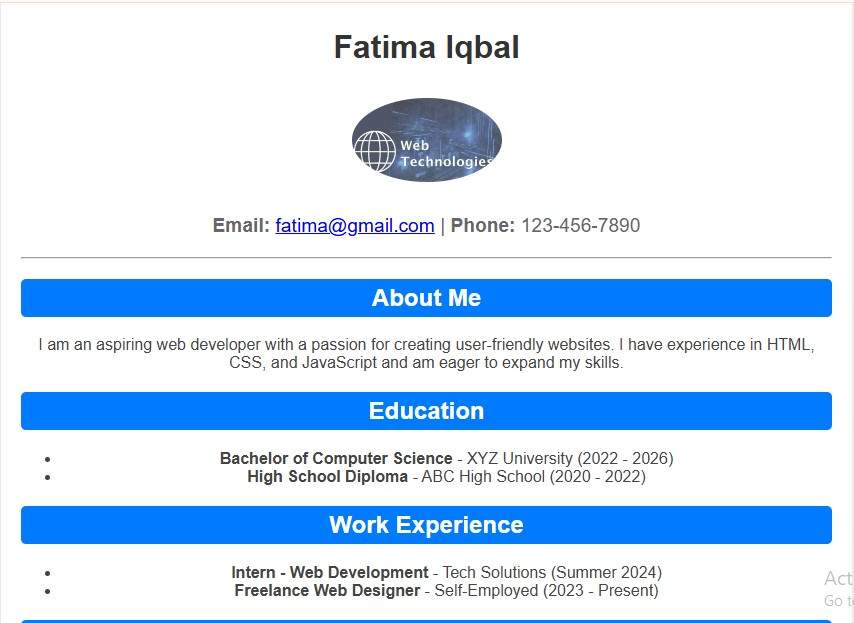 Fatima Iqbal
Web
Technologies
Email: fatima@gmail.com | Phone: 123-456-7890
About Me
I am an aspiring web developer with a passion for creating user-friendly websites. I have experience in HTML,
CSS, and JavaScript and am eager to expand my skills.
Education
• Bachelor of Computer Science - XYZ University (2022 - 2026)
• High School Diploma - ABC High School (2020 - 2022)
Work Experience
• Intern - Web Development - Tech Solutions (Summer 2024)
• Freelance Web Designer - Self-Employed (2023 - Present)
Act
Go to